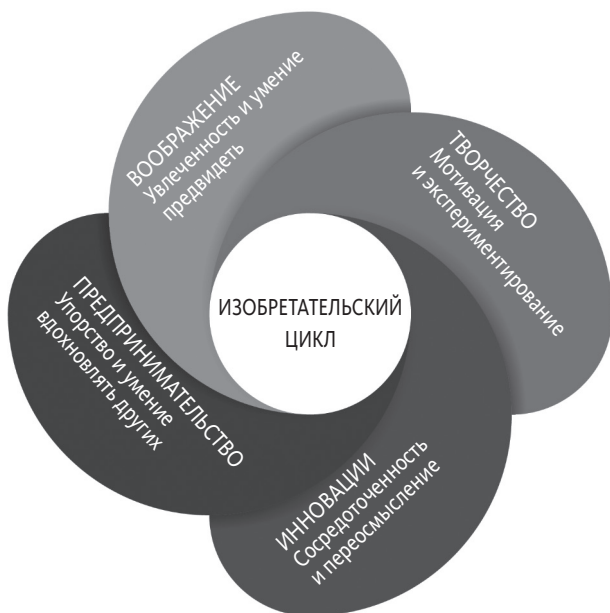 ВООБРАЖЕНИЕ
Увлеченность и умение
предвидеть
ТВОРЧЕСТВО
Мотивация
и экспериментирование
ИЗОБРЕТАТЕЛЬСКИЙ
ЦИКЛ
ИННОВАЦИИ
Сосредоточенность
и переосмысление
ПРЕДПРИНИМАТЕЛЬСТВО
Упорство и умение
вдохновлять других